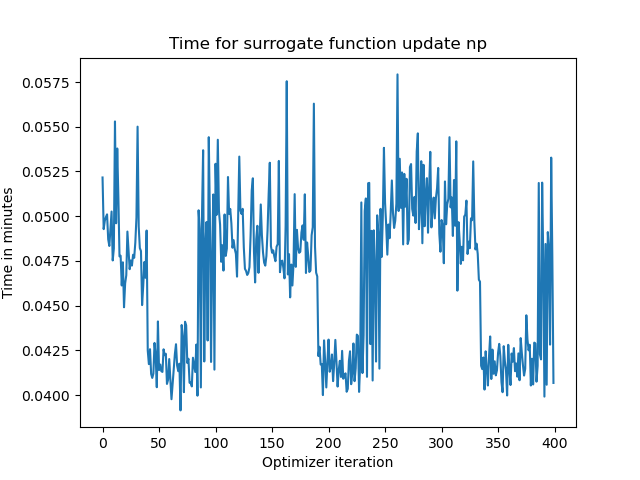 Time for surrogate function update np
Time in minutes
0.0575
0.0550
0.0525
0.0500
0.0475
0.0450
0.0425
0.0400
0 50 100 150 200 250 300 350 400
Optimizer iteration